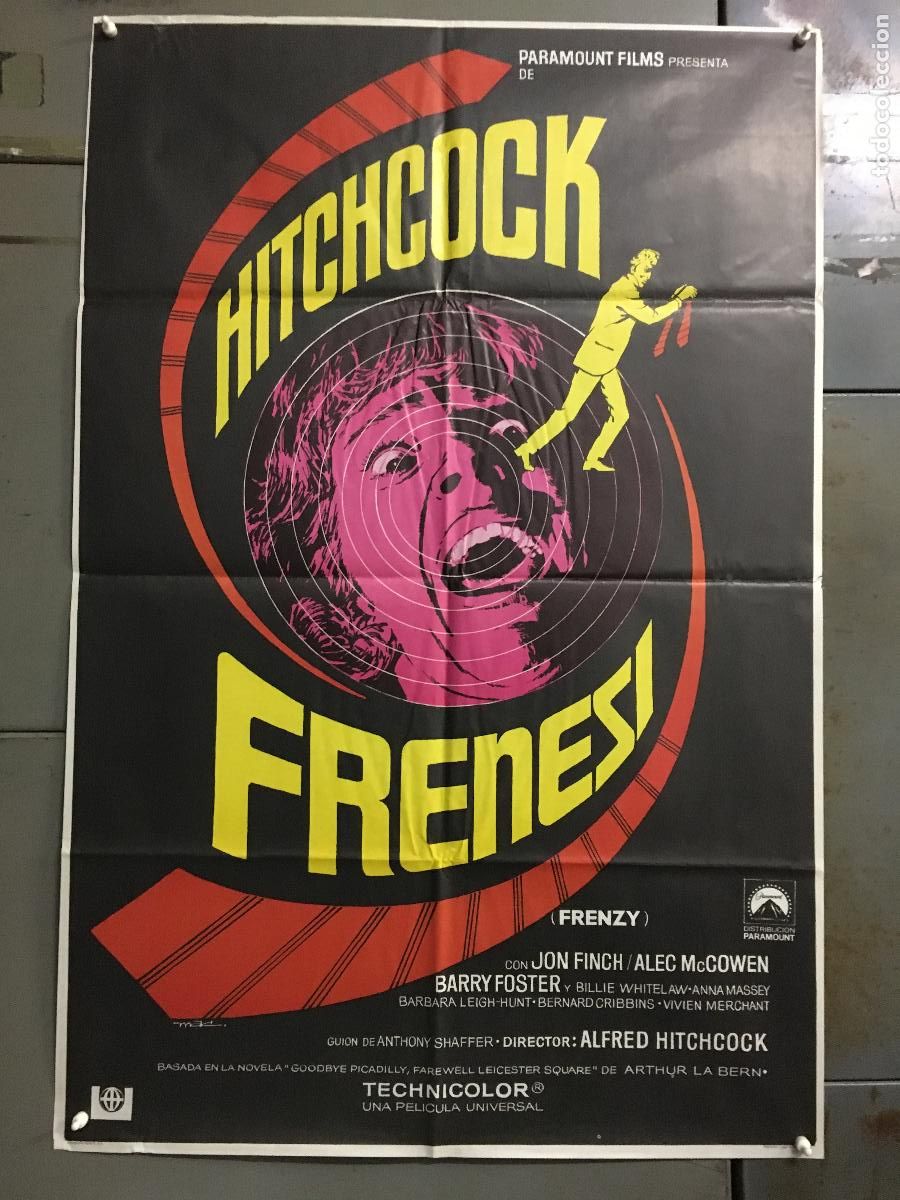 PARAMOUNT FILMS PRESENTA
DE
HITCHCOCK
FRENESI
(FRENZY)
Paramount
DISTRIBUCION
PARAMOUNT
CON JON FINCH / ALEC McCOWEN
BARRY FOSTER Y BILLIE WHITELAW · ANNA MASSEY
BARBARA LEIGH-HUNT · BERNARD CRIBBINS · VIVIEN MERCHANT
GUION DE ANTHONY SHAFFER · DIRECTOR: ALFRED HITCHCOCK
BASADA EN LA NOVELA "GOODBYE PICADILLY, FAREWELL LEICESTER SQUARE" DE ARTHUR LA BERN·
TECHNICOLOR®
UNA PELICULA UNIVERSAL
todocoleccion